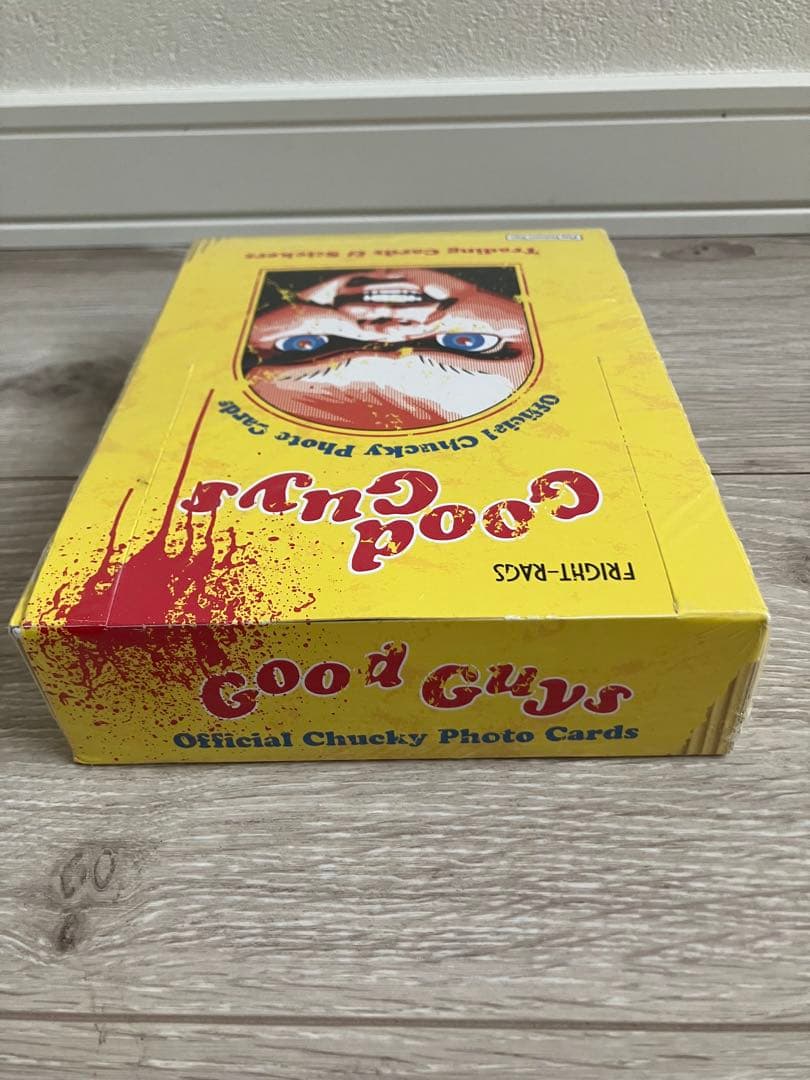 FRIGHT-RAGS
Good
Guys
Official Chucky Photo Cards
Trading Cards & Stickers
Good Guys
Official Chucky Photo Cards